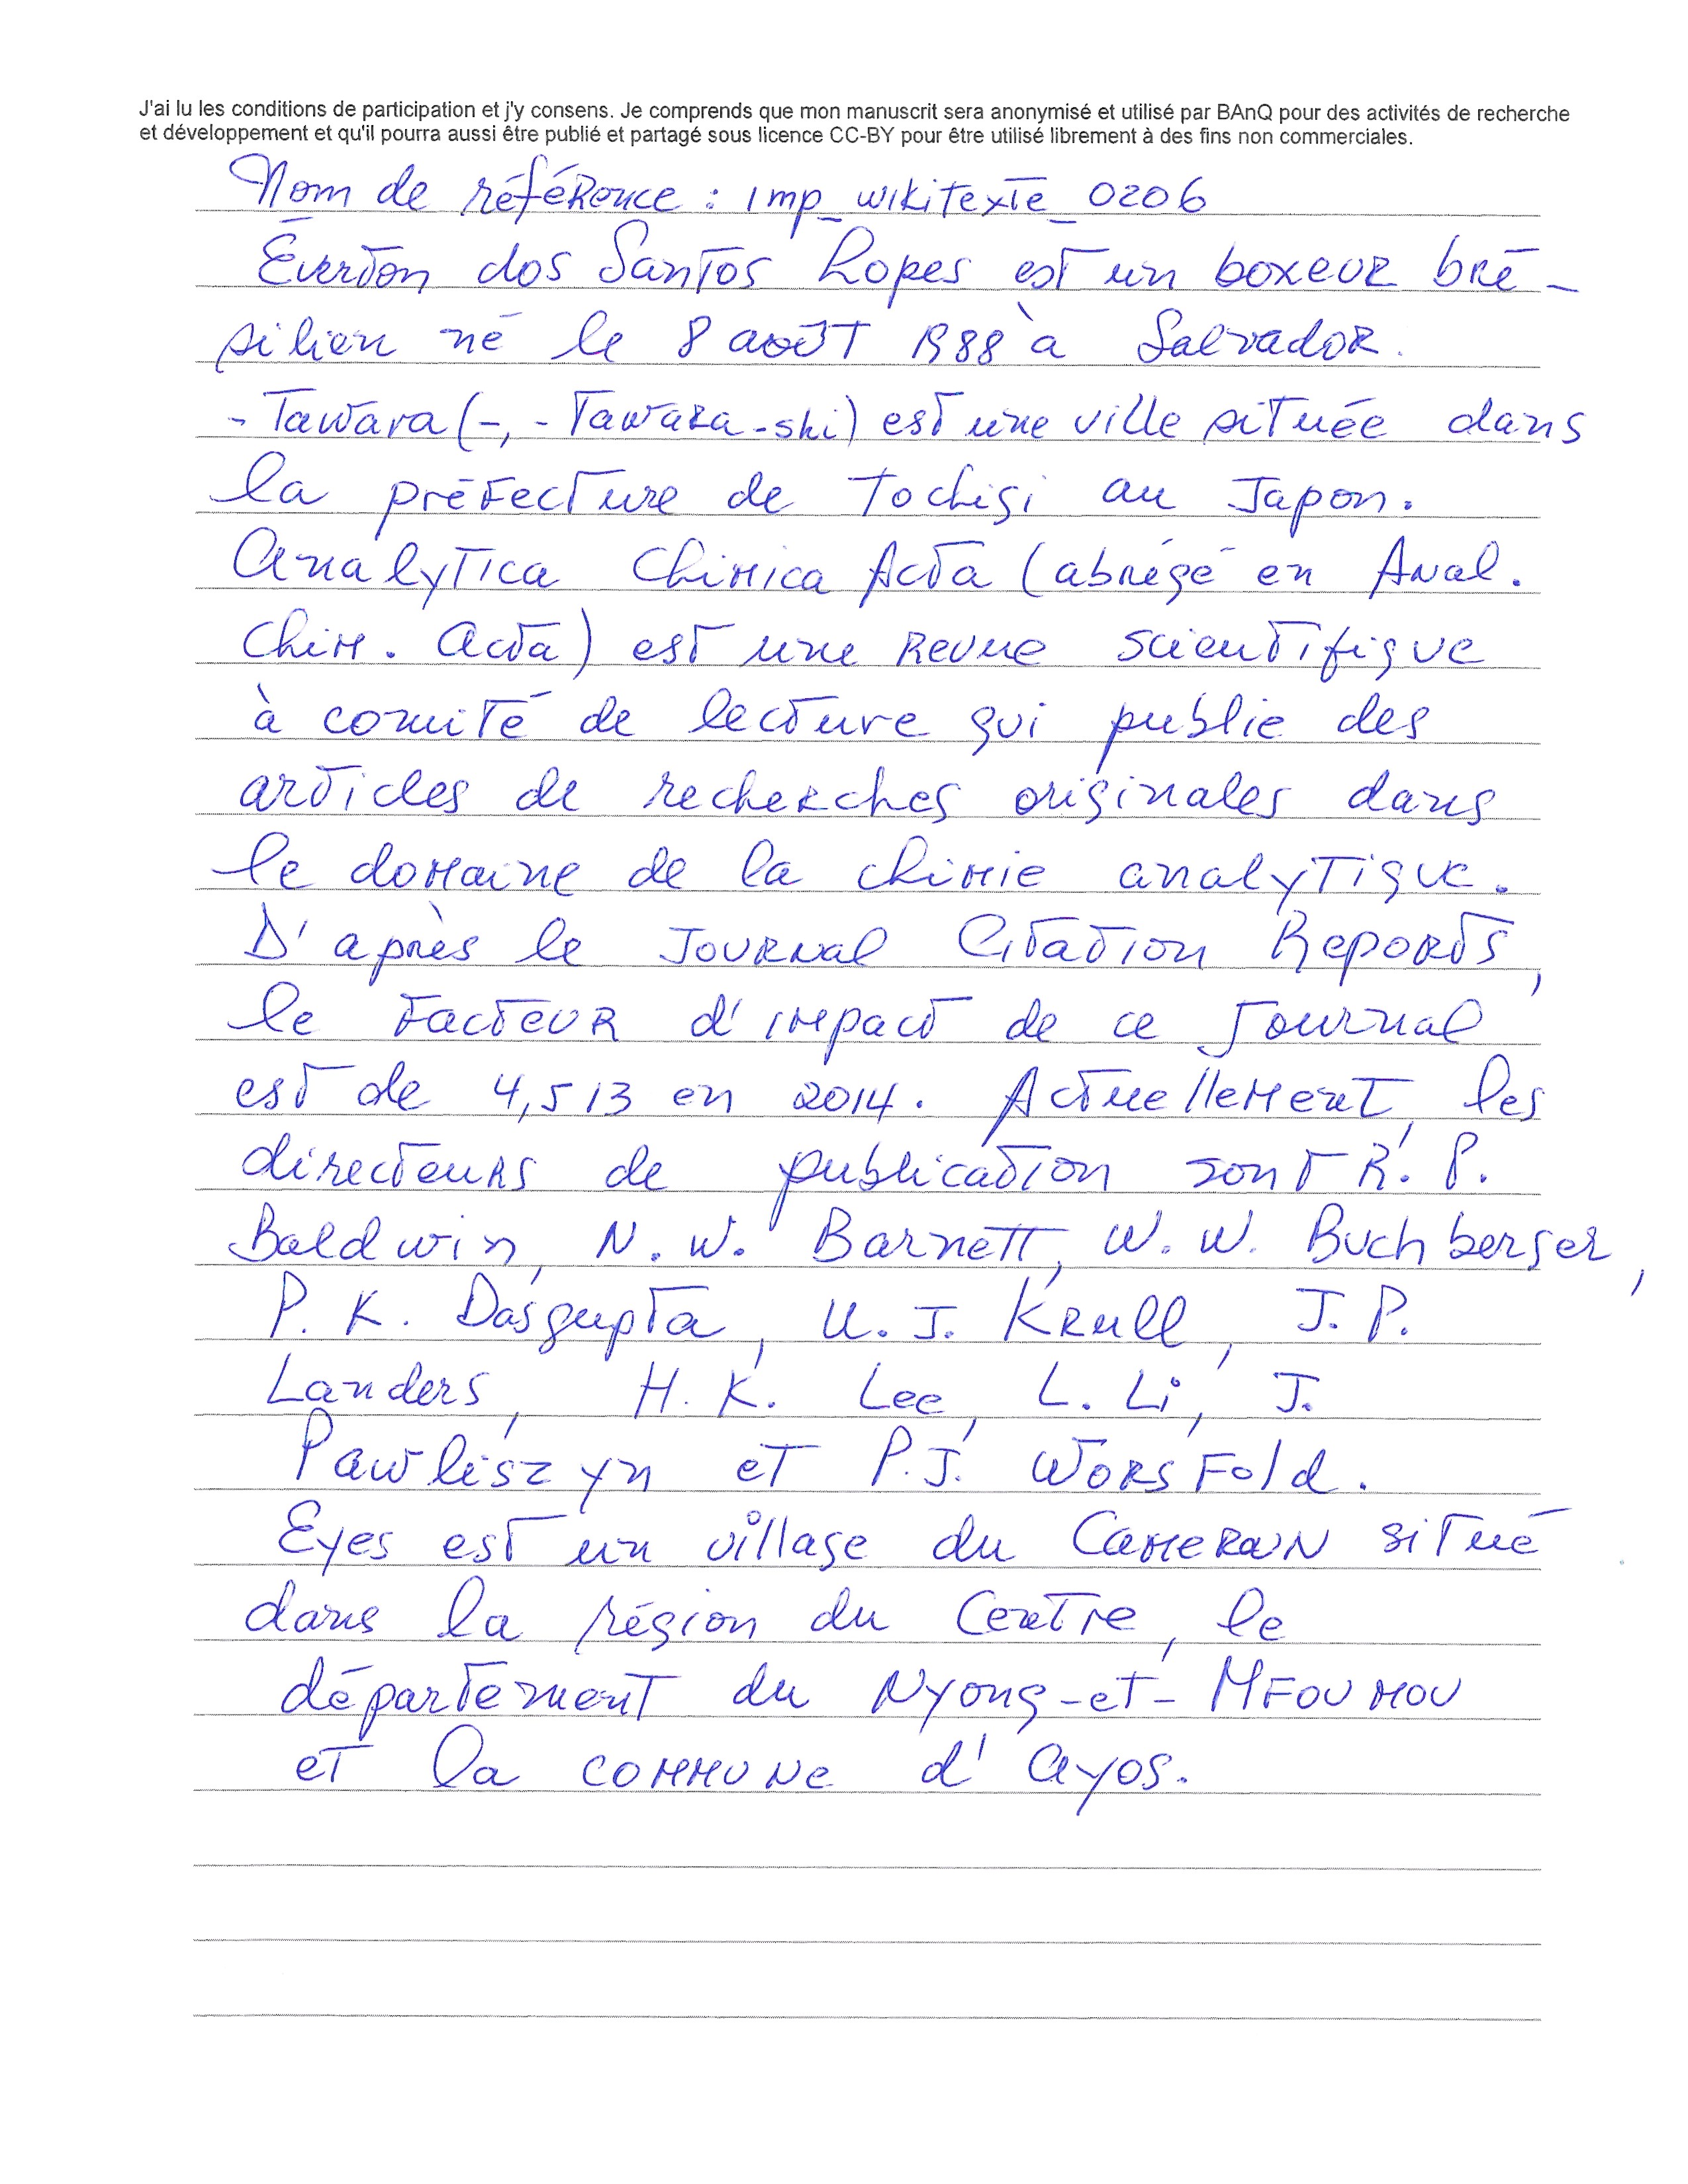 J'ai lu les conditions de participation et j'y consens. Je comprends que mon manuscrit sera anonymisé et utilisé par BAnQ pour des activités de recherche
et développement et qu'il pourra aussi être publié et partagé sous licence CC-BY pour être utilisé librement à des fins non commerciales.
Nom de référence : imp_wikitexte_0206
Éverton dos Santos Lopes est un boxeur bré-
silien né le 8 août 1988 à Salvador.
- Tawara (-, - Tawara-shi) est une ville située dans
la préfecture de Tochigi au Japon.
Analytica Chimica Acta (abrégé en Anal.
Chim. Acta) est une revue scientifique
à comité de lecture qui publie des
articles de recherches originales dans
le domaine de la chimie analytique.
D'après le Journal Citation Reports,
le facteur d'impact de ce journal
est de 4,513 en 2014. Actuellement, les
directeurs de publication sont R. P.
Baldwin, N. W. Barnett, W. W. Buchberger,
P. K. Dasgupta, U. J. Krull, J. P.
Landers, H. K. Lee, L. Li, J.
Pawliszyn et P. J. Worsfold.
Eyes est un village du Cameroun situé
dans la région du Centre, le
département du Nyong-et-Mfoumou
et la commune d'Ayos.